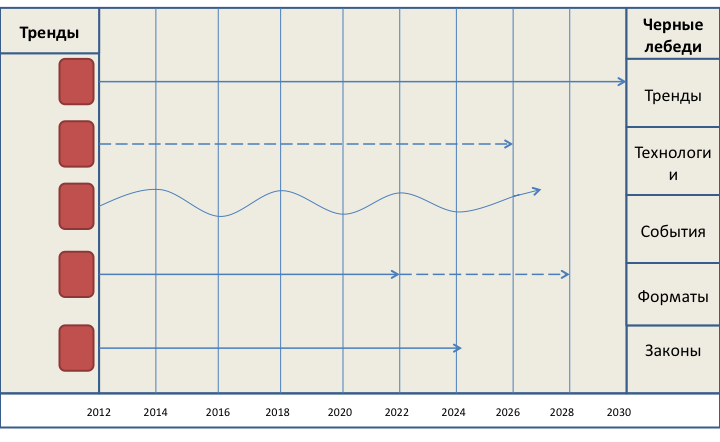 Тренды
Черные
лебеди
Тренды
Технологи
и
События
Форматы
Законы
2012 2014 2016 2018 2020 2022 2024 2026 2028 2030